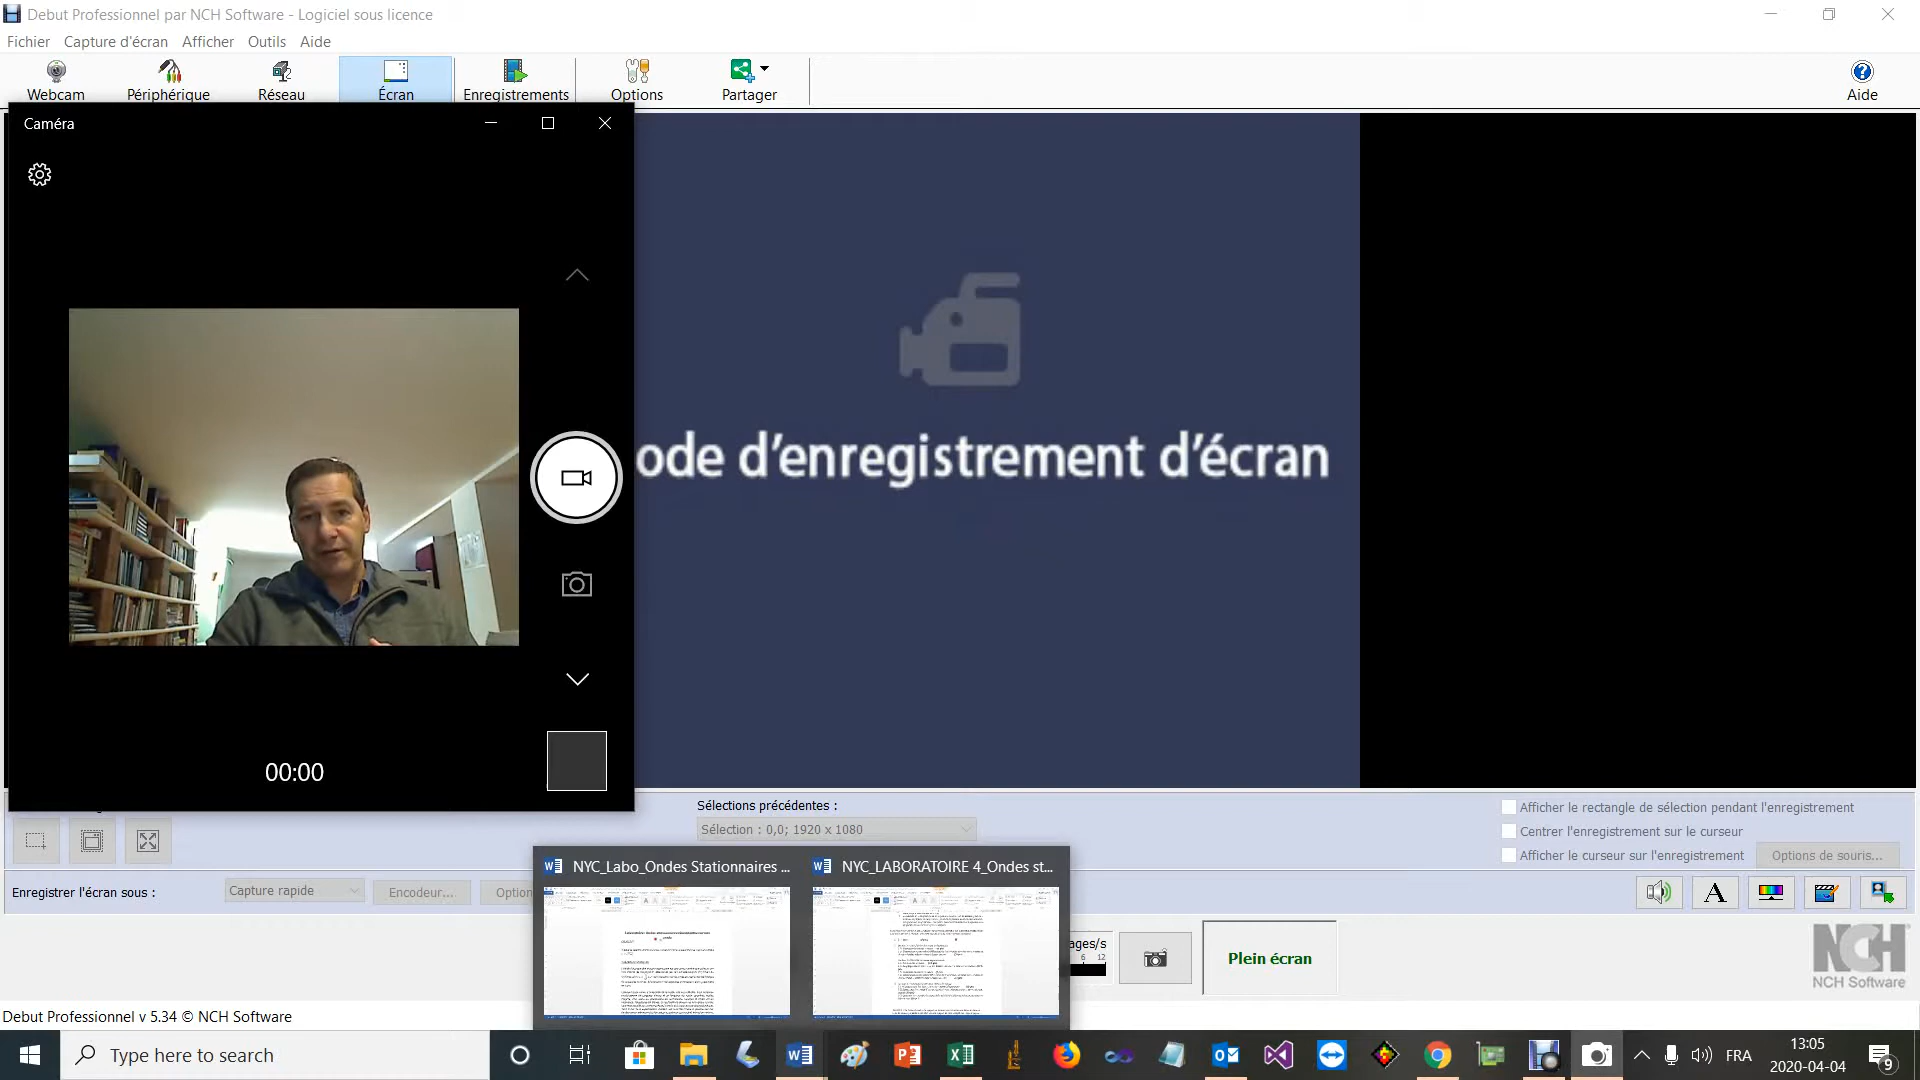 Debut Professionnel par NCH Software - Logiciel sous licence
Fichier Capture d'écran Afficher Outils Aide
Webcam Périphérique Réseau Écran Enregistrements Options Partager Aide
Caméra
ode d'enregistrement d'écran
00:00
Sélections précédentes :
Sélection : 0,0; 1920 x 1080
Afficher le rectangle de sélection pendant l'enregistrement
Centrer l'enregistrement sur le curseur
Afficher le curseur sur l'enregistrement Options de souris...
Enregistrer l'écran sous : Capture rapide Encodeur... Option
NYC_Labo_Ondes Stationnaires ... NYC_LABORATOIRE 4_Ondes st...
ages/s
6 12
Plein écran
NCH
NCH Software
Debut Professionnel v 5.34 © NCH Software
Type here to search
FRA
13:05
2020-04-04
9